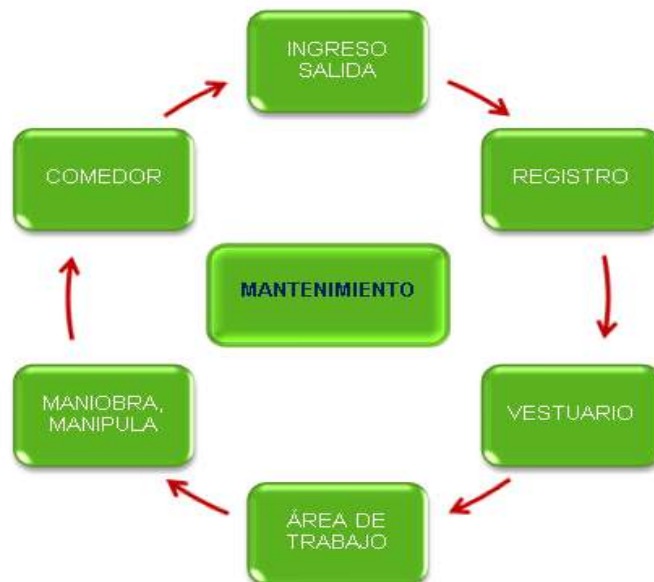 INGRESO
SALIDA
REGISTRO
VESTUARIO
ÁREA DE
TRABAJO
MANIOBRA,
MANIPULA
COMEDOR
MANTENIMIENTO